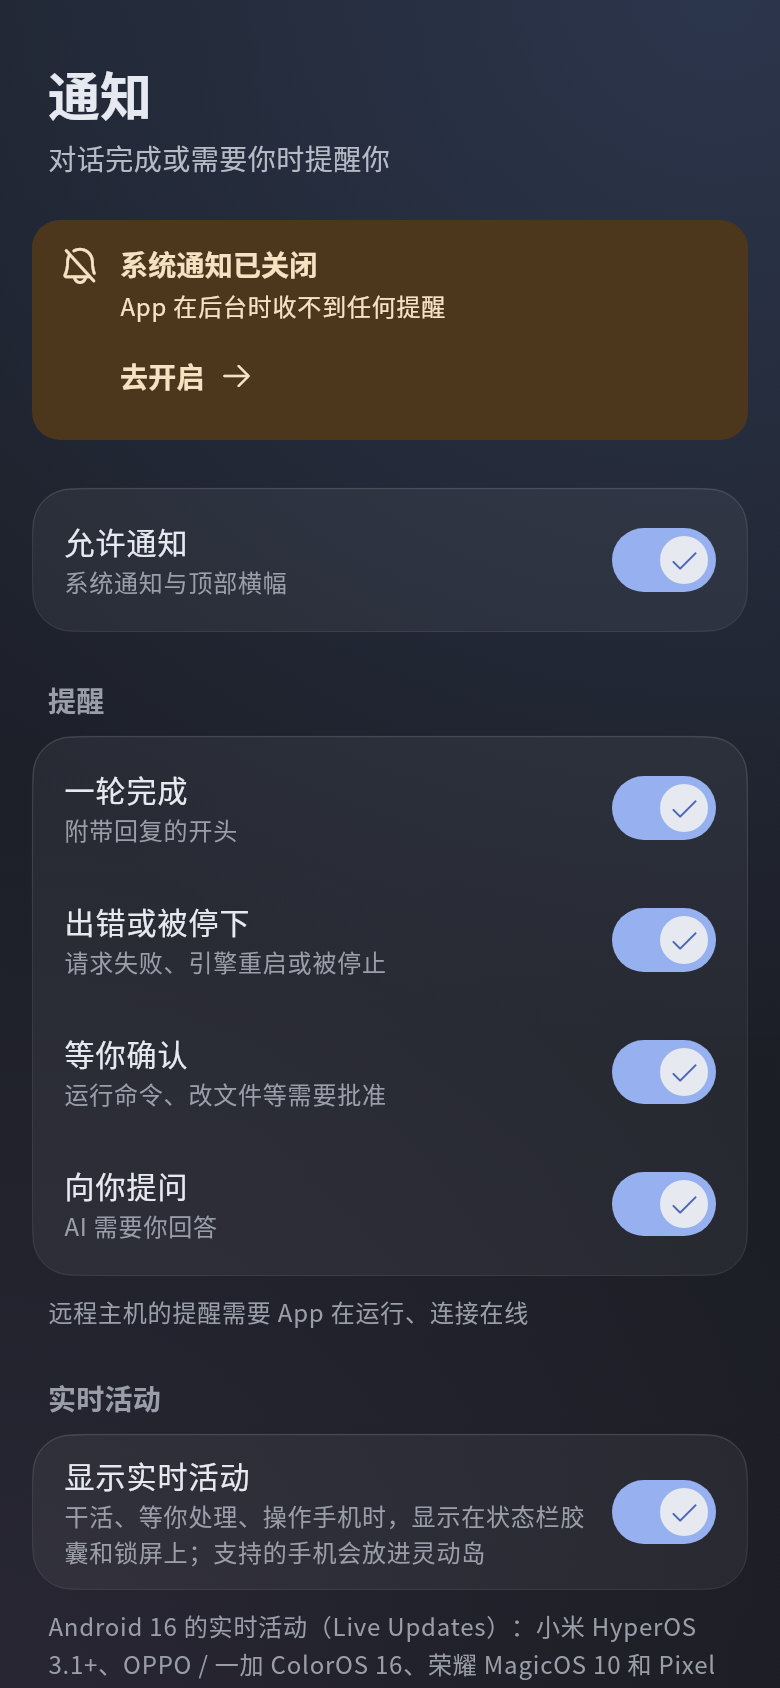 通知
对话完成或需要你时提醒你
系统通知已关闭
App 在后台时收不到任何提醒
去开启
允许通知
系统通知与顶部横幅
提醒
一轮完成
附带回复的开头
出错或被停下
请求失败、引擎重启或被停止
等你确认
运行命令、改文件等需要批准
向你提问
AI 需要你回答
远程主机的提醒需要 App 在运行、连接在线
实时活动
显示实时活动
干活、等你处理、操作手机时，显示在状态栏胶
囊和锁屏上；支持的手机会放进灵动岛
Android 16 的实时活动（Live Updates）：小米 HyperOS
3.1+、OPPO / 一加 ColorOS 16、荣耀 MagicOS 10 和 Pixel